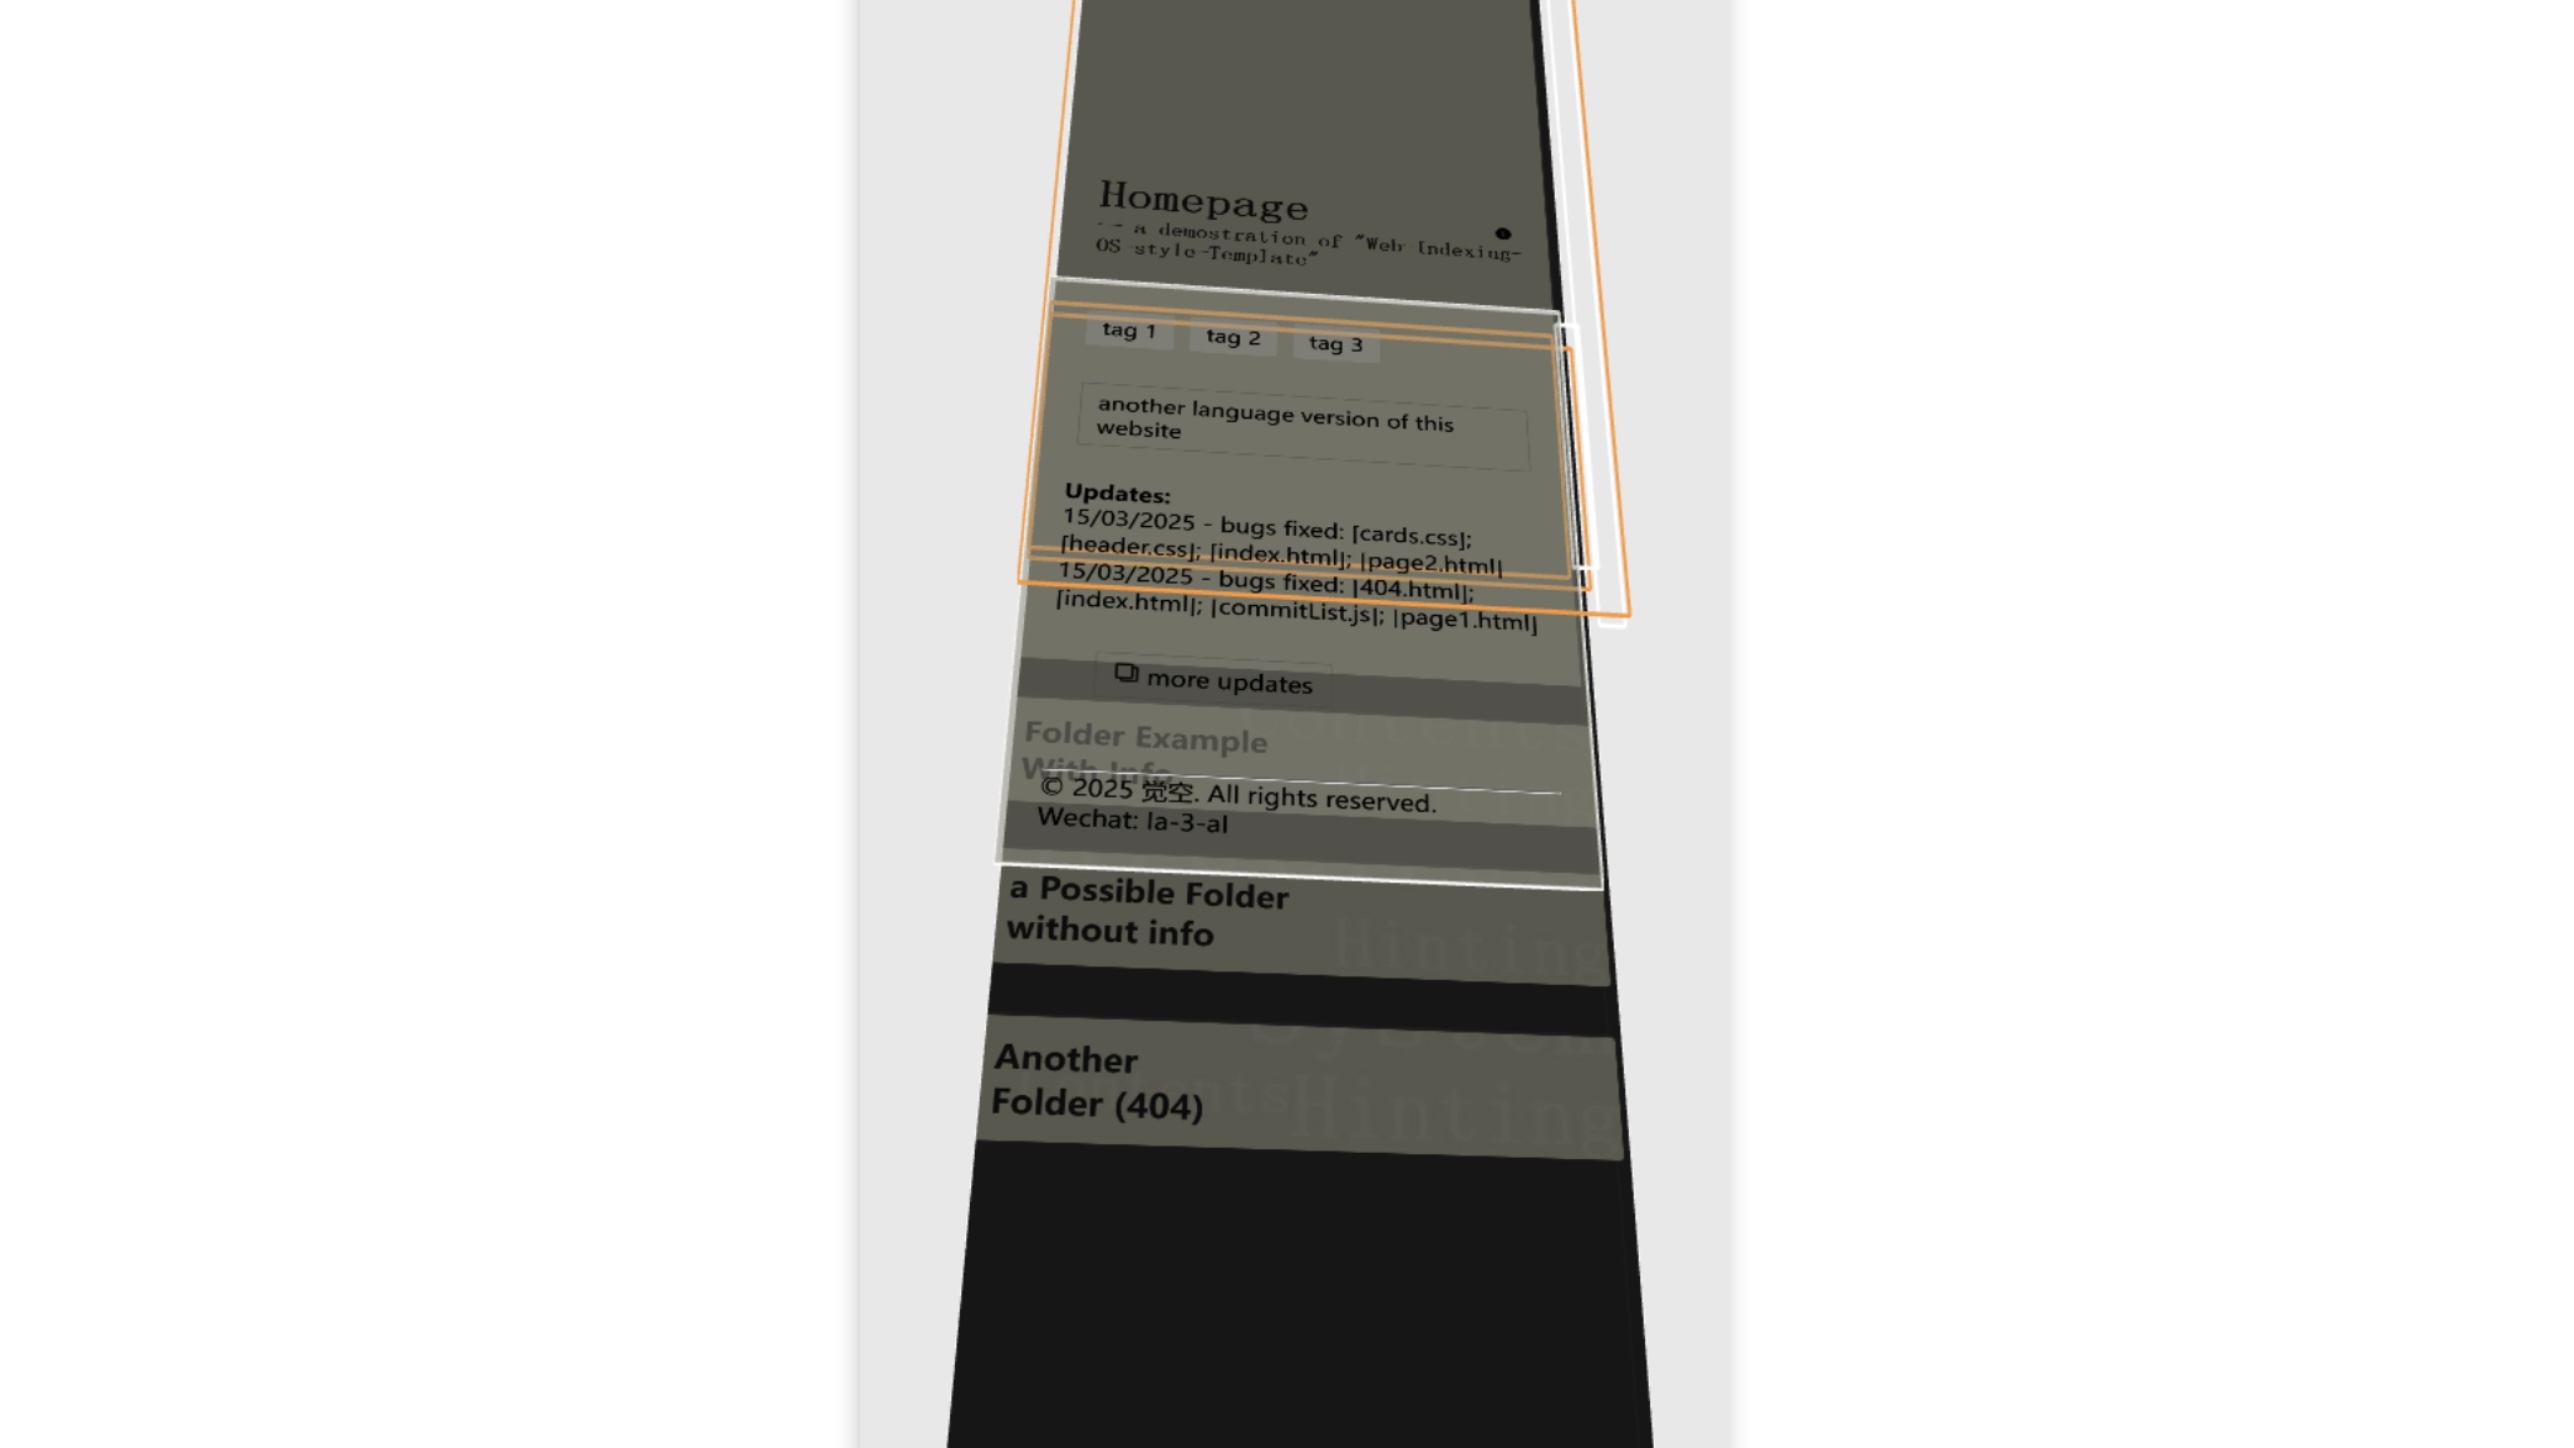 Homepage
-- a demostration of "Web-Indexing-
OS-style-Template"
tag 1 tag 2 tag 3
another language version of this
website
Updates:
15/03/2025 - bugs fixed: [cards.css];
[header.css]; [index.html]; [page2.html]
15/03/2025 - bugs fixed: [404.html];
[index.html]; [commitList.js]; [page1.html]
more updates
Contents
Folder Example
With Info
© 2025 觉空. All rights reserved.
Wechat: la-3-al
a Possible Folder
without info
Hinting
System
Another
Folder (404)
Hinting